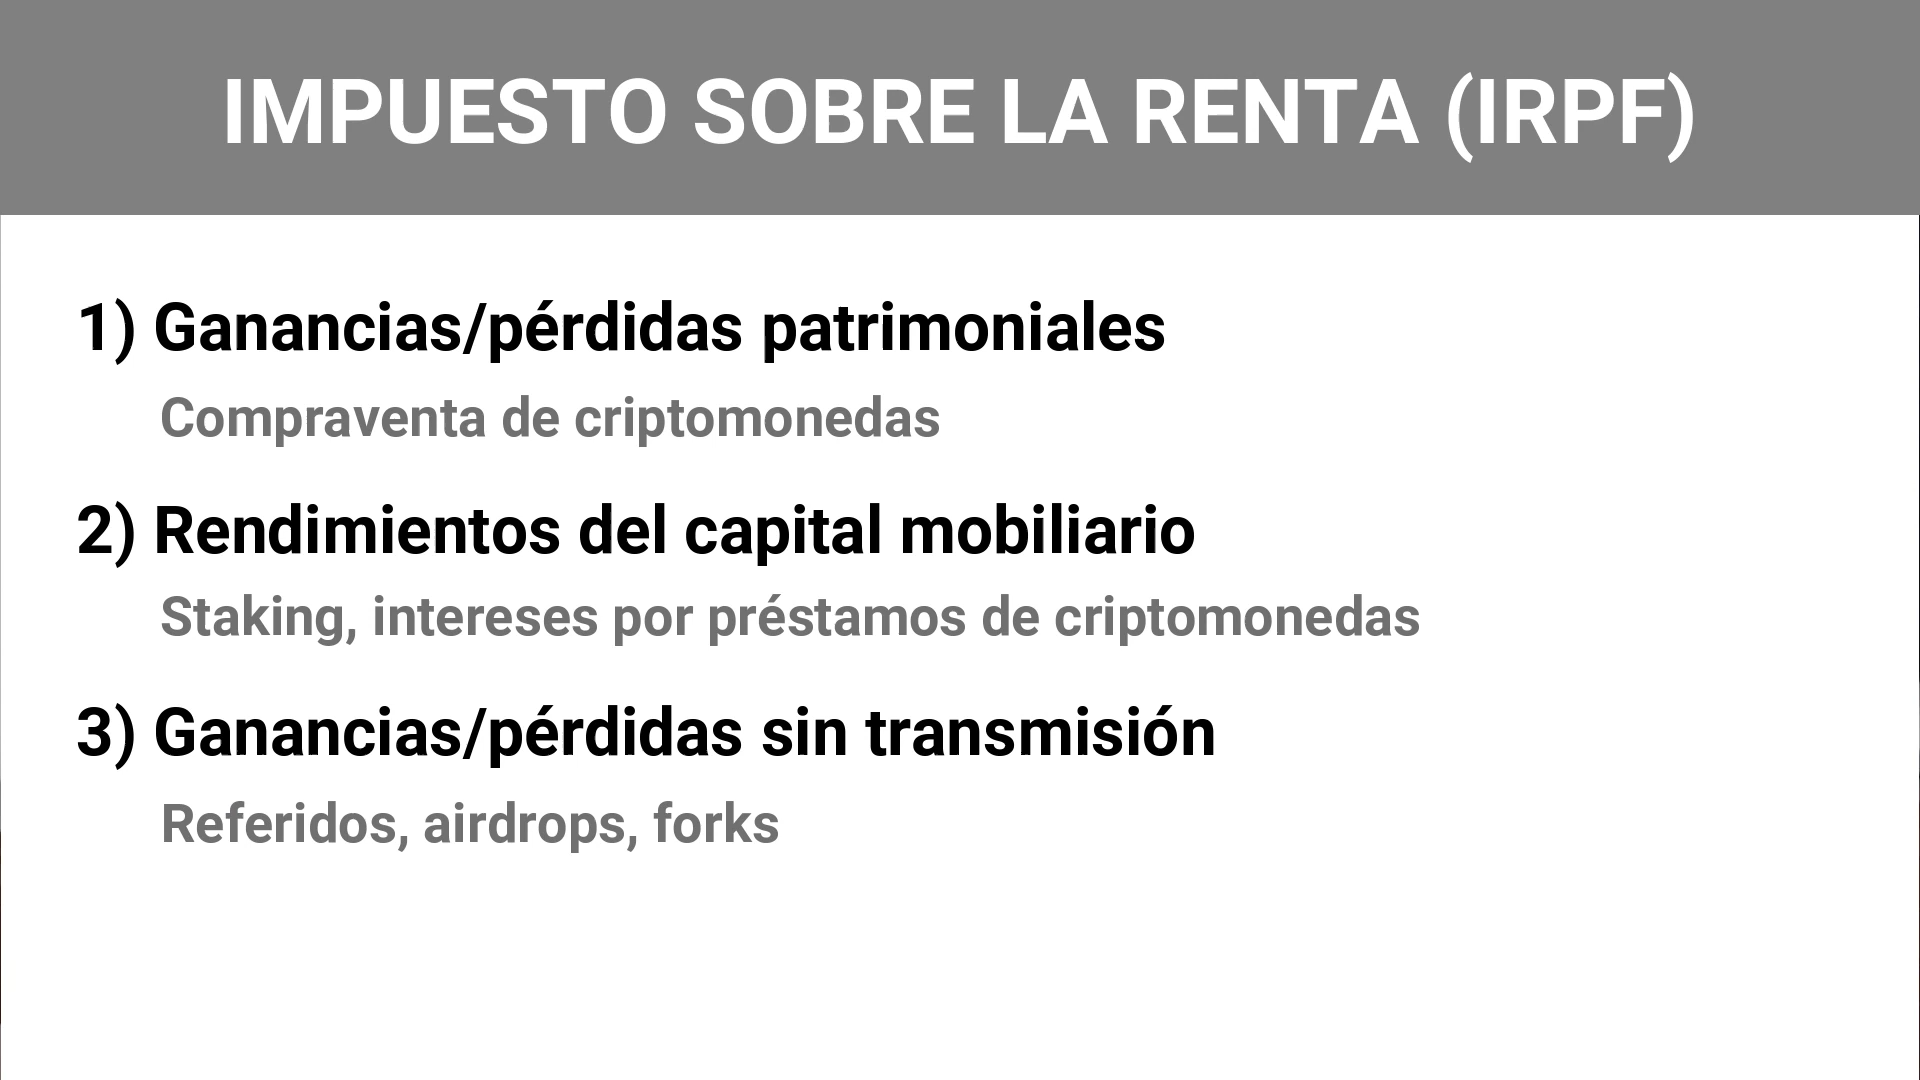 IMPUESTO SOBRE LA RENTA (IRPF)
1) Ganancias/pérdidas patrimoniales
Compraventa de criptomonedas
2) Rendimientos del capital mobiliario
Staking, intereses por préstamos de criptomonedas
3) Ganancias/pérdidas sin transmisión
Referidos, airdrops, forks